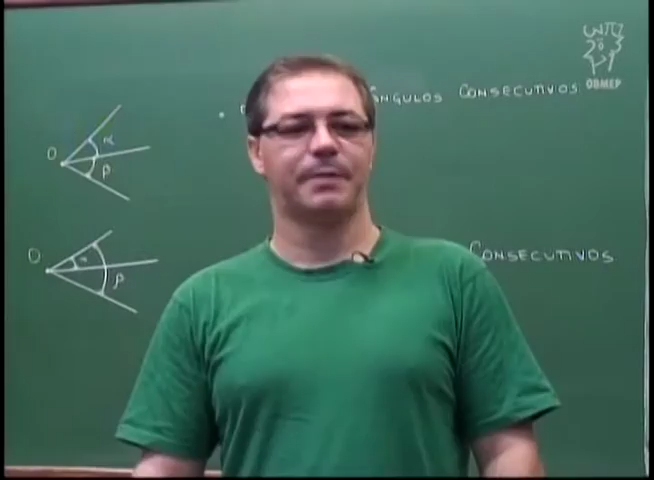 OBMEP
ÂNGULOS CONSECUTIVOS
O α β
CONSECUTIVOS
O α β